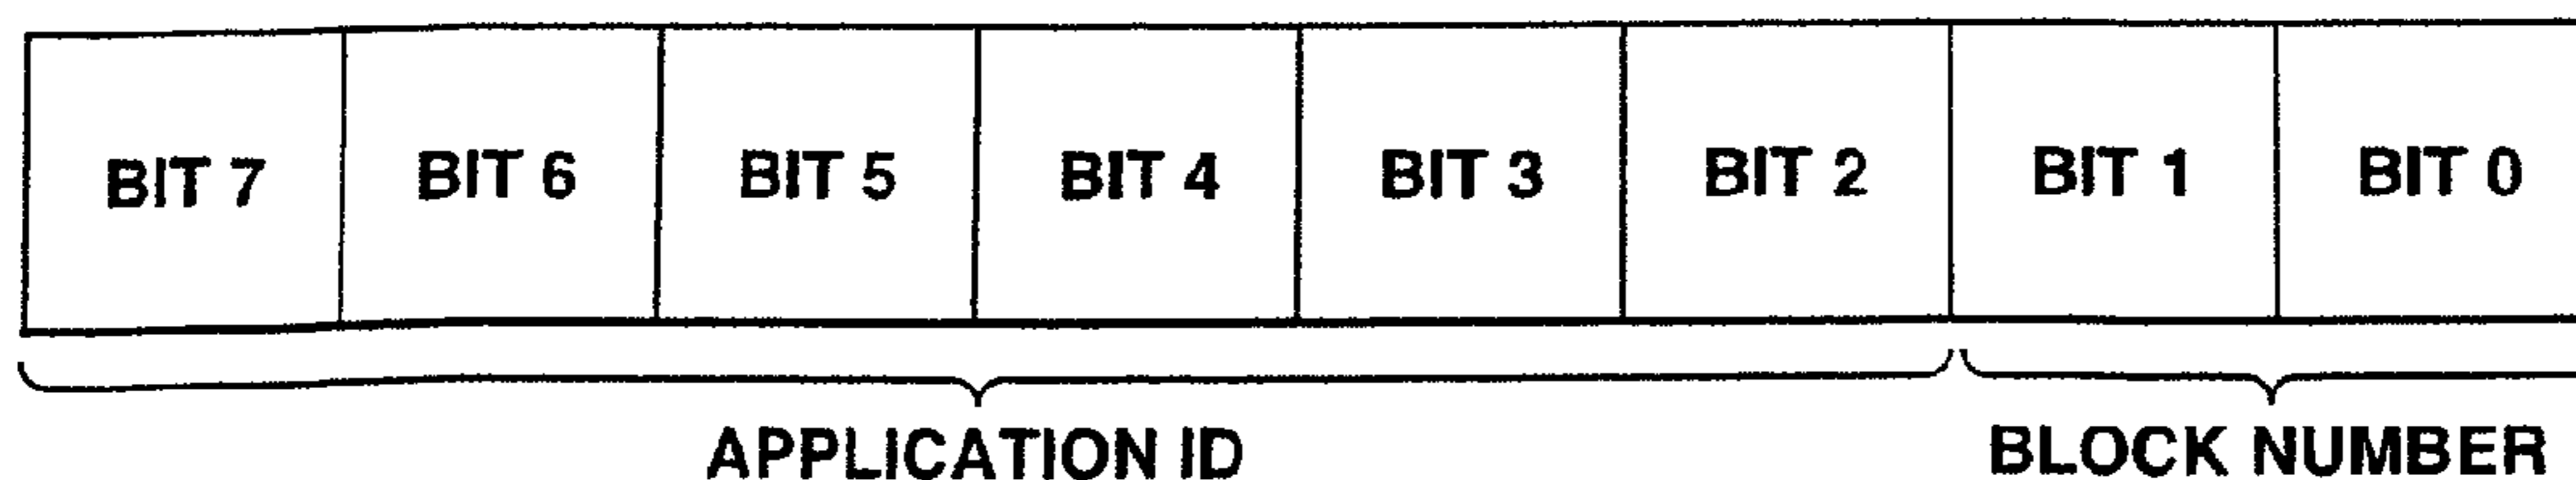 BIT 7 BIT 6 BIT 5 BIT 4 BIT 3 BIT 2 BIT 1 BIT 0
APPLICATION ID BLOCK NUMBER